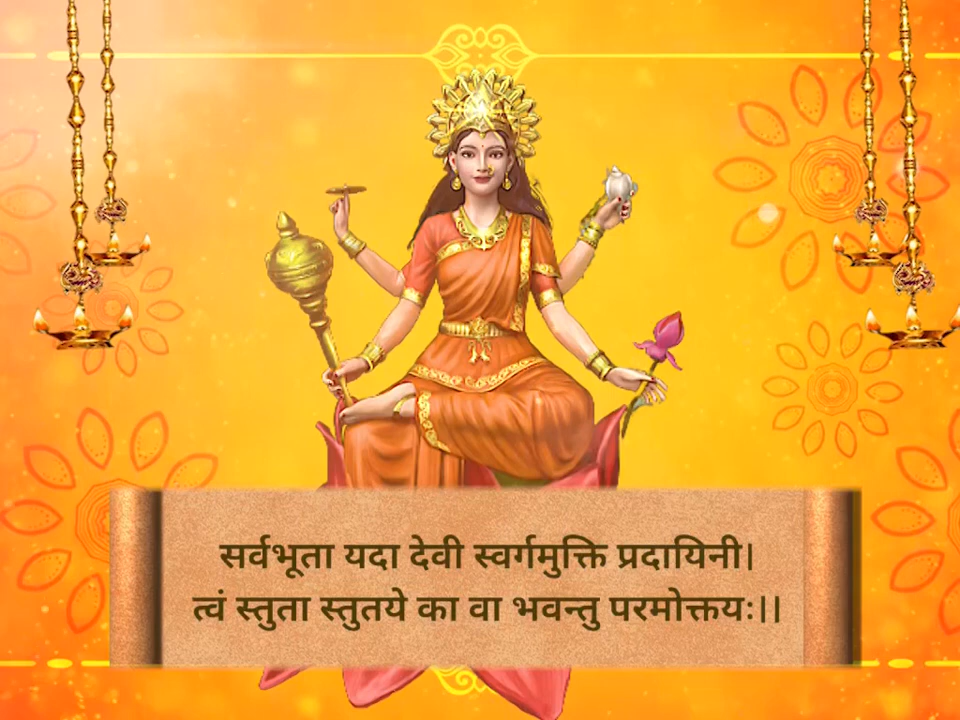 सर्वभूता यदा देवी स्वर्गमुक्ति प्रदायिनी।
त्वं स्तुता स्तुतये का वा भवन्तु परमोक्तयः।।